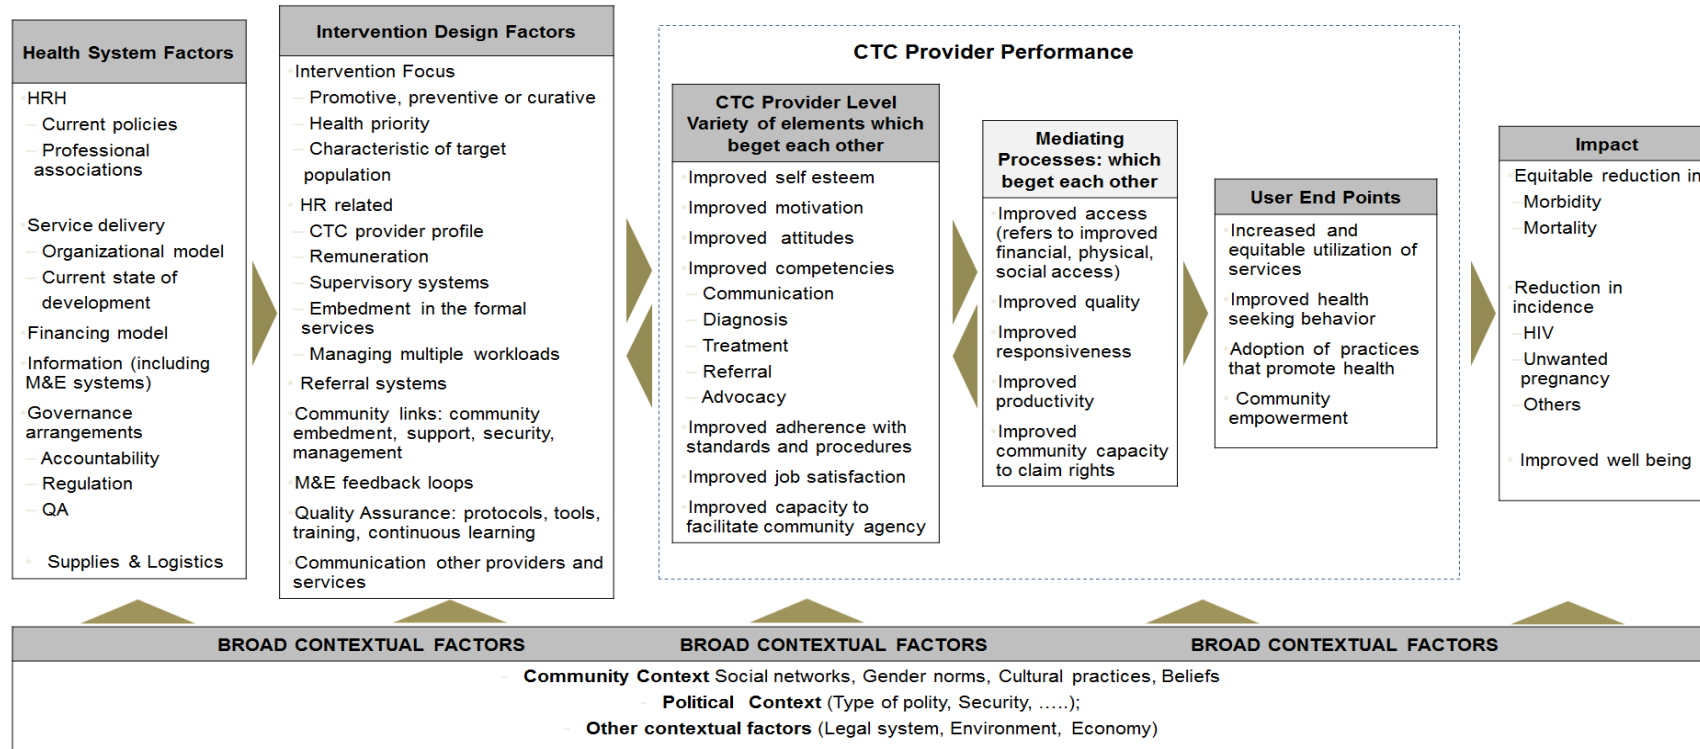 Health System Factors
HRH
– Current policies
– Professional
associations
Service delivery
– Organizational model
– Current state of
development
Financing model
Information (including
M&E systems)
Governance
arrangements
– Accountability
– Regulation
– QA
Supplies & Logistics
Intervention Design Factors
Intervention Focus
– Promotive, preventive or curative
– Health priority
– Characteristic of target
population
HR related
– CTC provider profile
– Remuneration
– Supervisory systems
– Embedment in the formal
services
– Managing multiple workloads
Referral systems
Community links: community
embedment, support, security,
management
M&E feedback loops
Quality Assurance: protocols, tools,
training, continuous learning
Communication other providers and
services
CTC Provider Performance
CTC Provider Level
Variety of elements which
beget each other
Improved self esteem
Improved motivation
Improved attitudes
Improved competencies
– Communication
– Diagnosis
– Treatment
– Referral
– Advocacy
Improved adherence with
standards and procedures
Improved job satisfaction
Improved capacity to
facilitate community agency
Mediating
Processes: which
beget each other
Improved access
(refers to improved
financial, physical,
social access)
Improved quality
Improved
responsiveness
Improved
productivity
Improved
community capacity
to claim rights
User End Points
Increased and
equitable utilization of
services
Improved health
seeking behavior
Adoption of practices
that promote health
Community
empowerment
Impact
Equitable reduction in
– Morbidity
– Mortality
Reduction in
incidence
– HIV
– Unwanted
pregnancy
– Others
Improved well being
BROAD CONTEXTUAL FACTORS BROAD CONTEXTUAL FACTORS BROAD CONTEXTUAL FACTORS
– Community Context Social networks, Gender norms, Cultural practices, Beliefs
– Political Context (Type of polity, Security, …..);
– Other contextual factors (Legal system, Environment, Economy)